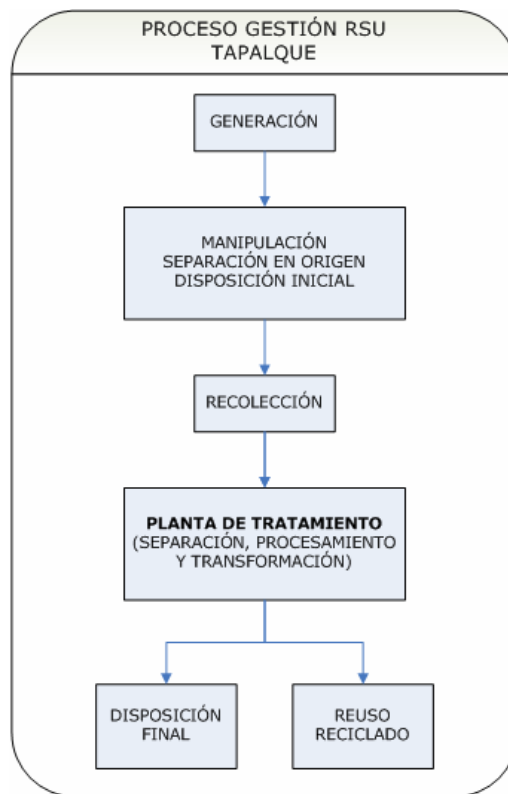 PROCESO GESTIÓN RSU
TAPALQUE
GENERACIÓN
MANIPULACIÓN
SEPARACIÓN EN ORIGEN
DISPOSICIÓN INICIAL
RECOLECCIÓN
PLANTA DE TRATAMIENTO
(SEPARACIÓN, PROCESAMIENTO
Y TRANSFORMACIÓN)
DISPOSICIÓN
FINAL
REUSO
RECICLADO